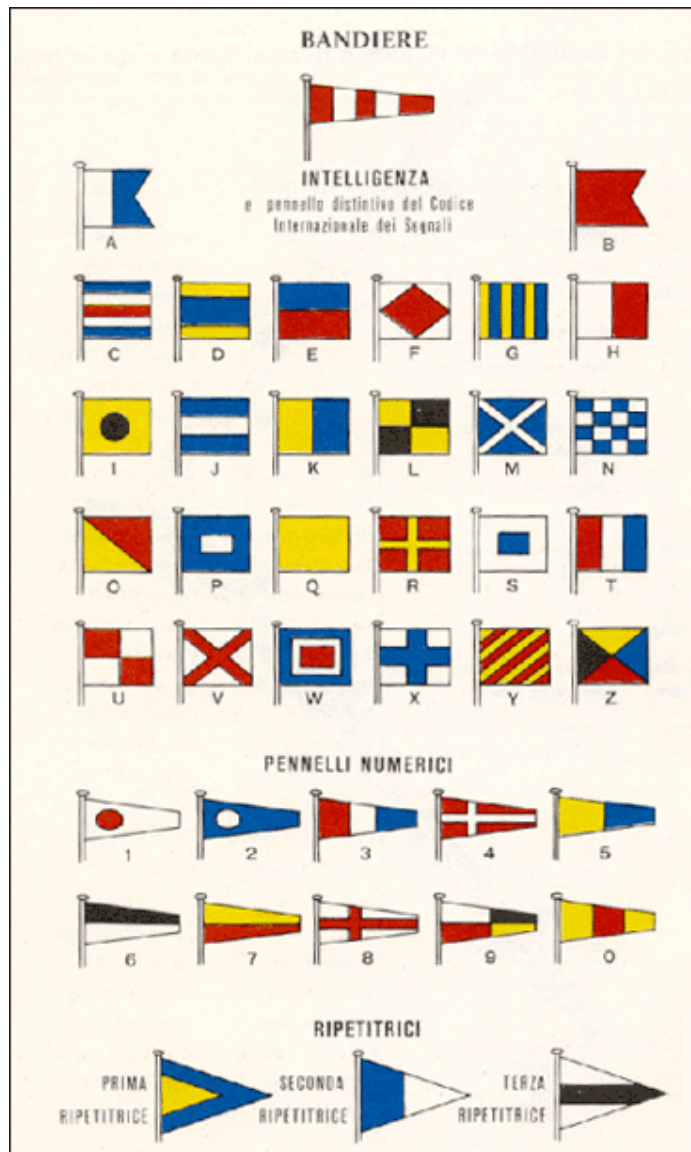 BANDIERE
INTELLIGENZA
e pennello distintivo del Codice
Internazionale dei Segnali
A
B
C D E F G H
I J K L M N
O P Q R S T
U V W X Y Z
PENNELLI NUMERICI
1 2 3 4 5
6 7 8 9 0
RIPETITRICI
PRIMA
RIPETITRICE
SECONDA
RIPETITRICE
TERZA
RIPETITRICE